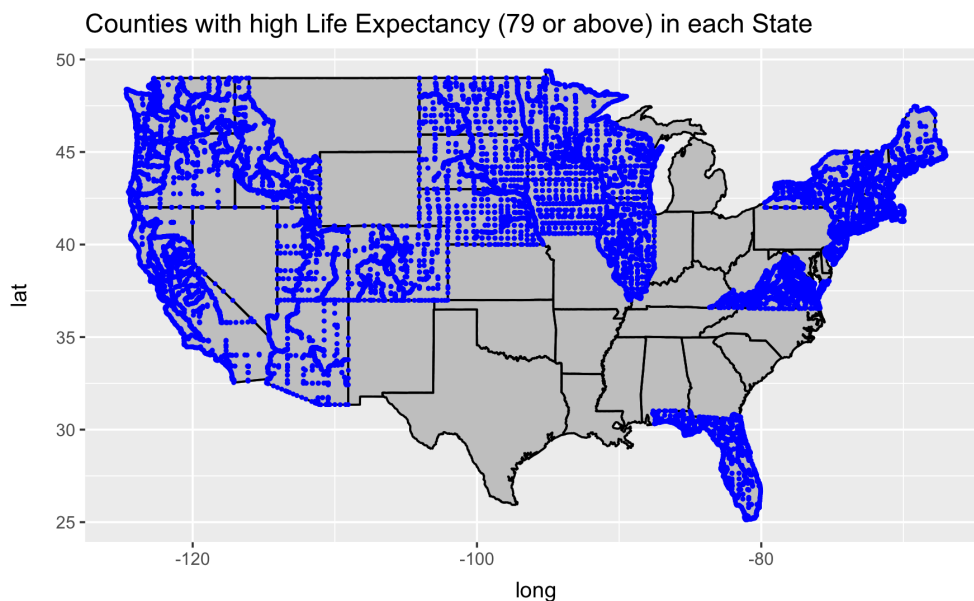 Counties with high Life Expectancy (79 or above) in each State
50
45
40
35
30
25
lat
-120 -100 -80
long